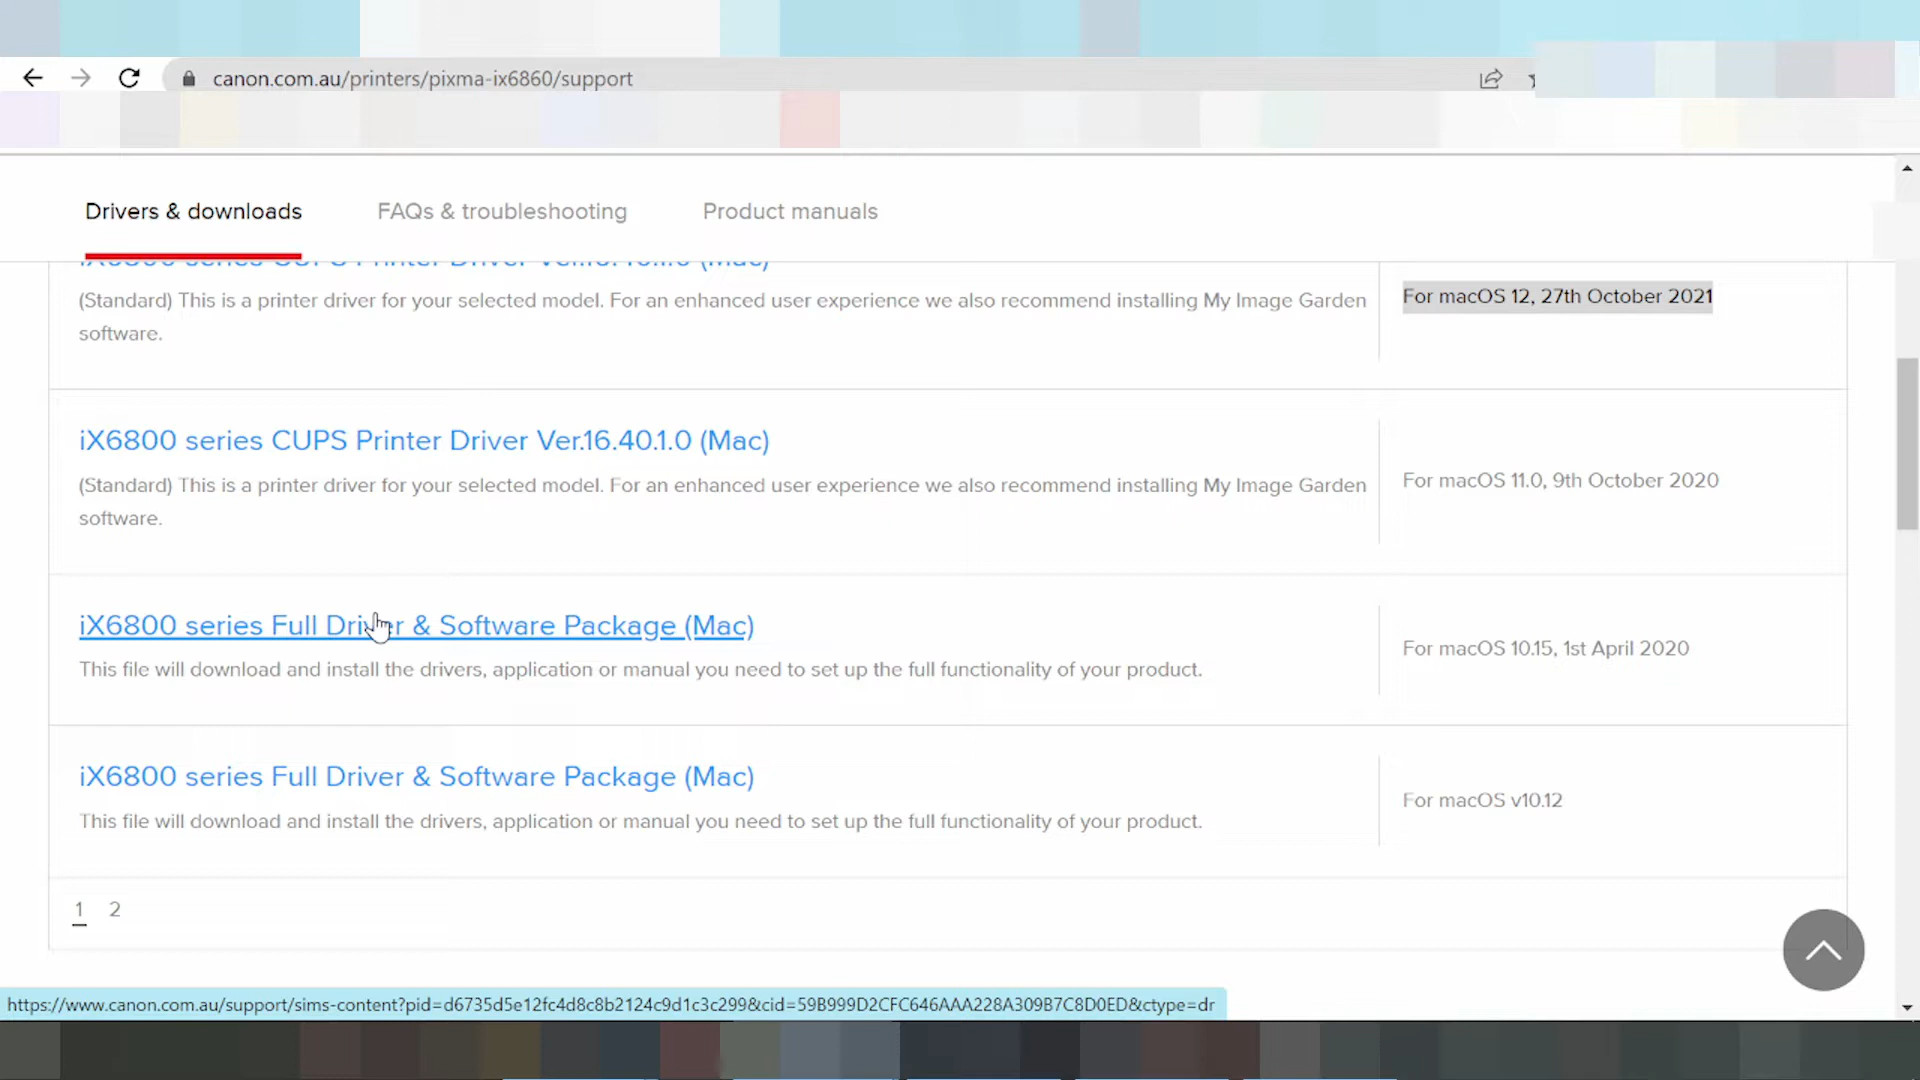 canon.com.au/printers/pixma-ix6860/support
Drivers & downloads
FAQs & troubleshooting
Product manuals
(Standard) This is a printer driver for your selected model. For an enhanced user experience we also recommend installing My Image Garden
software.
For macOS 12, 27th October 2021
iX6800 series CUPS Printer Driver Ver.16.40.1.0 (Mac)
(Standard) This is a printer driver for your selected model. For an enhanced user experience we also recommend installing My Image Garden
software.
For macOS 11.0, 9th October 2020
iX6800 series Full Driver & Software Package (Mac)
This file will download and install the drivers, application or manual you need to set up the full functionality of your product.
For macOS 10.15, 1st April 2020
iX6800 series Full Driver & Software Package (Mac)
This file will download and install the drivers, application or manual you need to set up the full functionality of your product.
For macOS v10.12
1 2
https://www.canon.com.au/support/sims-content?pid=d6735d5e12fc4d8c8b2124c9d1c3c299&cid=59B999D2CFC646AAA228A309B7C8D0ED&ctype=dr